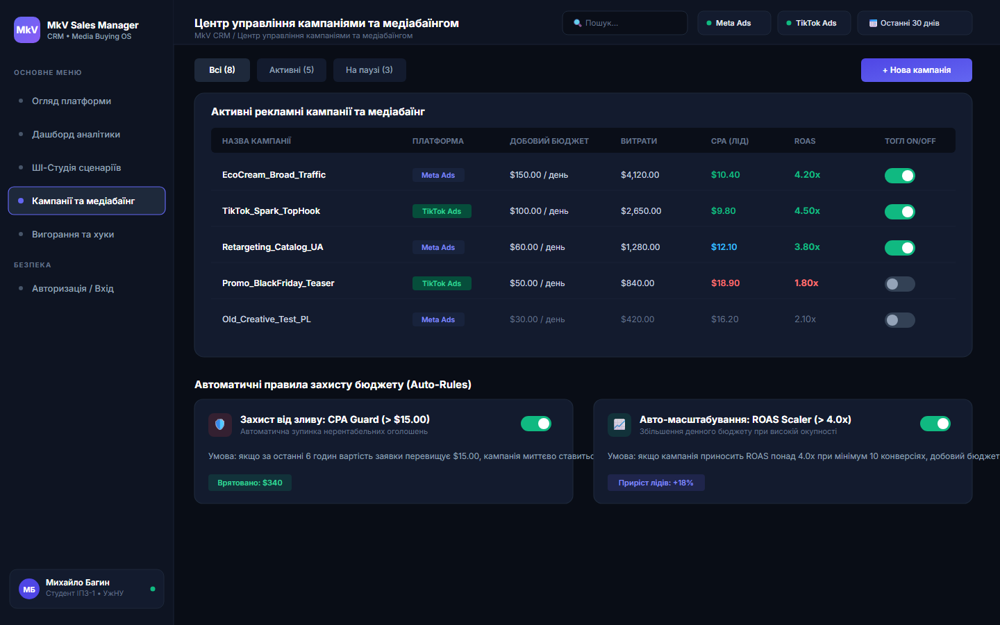 MkV
MkV Sales Manager
CRM • Media Buying OS
ОСНОВНЕ МЕНЮ
Огляд платформи
Дашборд аналітики
ШІ-Студія сценаріїв
Кампанії та медіабаїнг
Вигорання та хуки
БЕЗПЕКА
Авторизація / Вхід
МБ
Михайло Багин
Студент ІПЗ-1 • УжНУ
Центр управління кампаніями та медіабаїнгом
MkV CRM / Центр управління кампаніями та медіабаїнгом
Пошук...
Meta Ads
TikTok Ads
Останні 30 днів
Всі (8)
Активні (5)
На паузі (3)
+ Нова кампанія
Активні рекламні кампанії та медіабаїнг
НАЗВА КАМПАНІЇ ПЛАТФОРМА ДОБОВИЙ БЮДЖЕТ ВИТРАТИ CPA (ЛІД) ROAS ТОГЛ ON/OFF
EcoCream_Broad_Traffic Meta Ads $150.00 / день $4,120.00 $10.40 4.20x
TikTok_Spark_TopHook TikTok Ads $100.00 / день $2,650.00 $9.80 4.50x
Retargeting_Catalog_UA Meta Ads $60.00 / день $1,280.00 $12.10 3.80x
Promo_BlackFriday_Teaser TikTok Ads $50.00 / день $840.00 $18.90 1.80x
Old_Creative_Test_PL Meta Ads $30.00 / день $420.00 $16.20 2.10x
Автоматичні правила захисту бюджету (Auto-Rules)
Захист від зливу: CPA Guard (> $15.00)
Автоматична зупинка нерентабельних оголошень
Умова: якщо за останні 6 годин вартість заявки перевищує $15.00, кампанія миттєво ставитьс
Врятовано: $340
Авто-масштабування: ROAS Scaler (> 4.0x)
Збільшення денного бюджету при високій окупності
Умова: якщо кампанія приносить ROAS понад 4.0x при мінімум 10 конверсіях, добовий бюджет
Приріст лідів: +18%